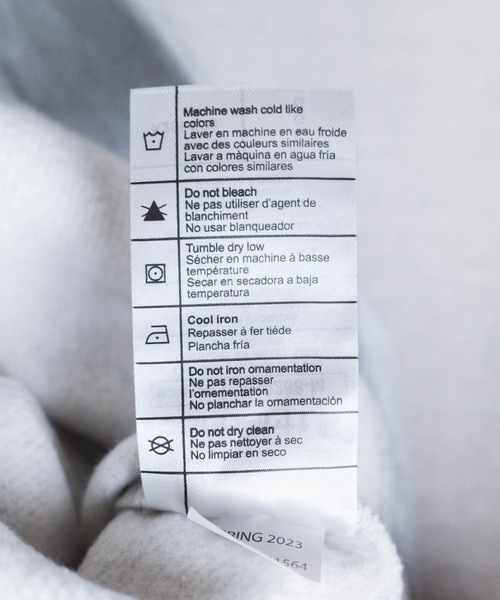 Machine wash cold like
colors
Laver en machine en eau froide
avec des couleurs similaires
Lavar a màquina en agua fría
con colores similares
Do not bleach
Ne pas utiliser d'agent de
blanchiment
No usar blanqueador
Tumble dry low
Sécher en machine à basse
température
Secar en secadora a baja
temperatura
Cool iron
Repasser à fer tiéde
Plancha fría
Do not iron ornamentation
Ne pas repasser
l'ornementation
No planchar la ornamentación
Do not dry clean
Ne pas nettoyer à sec
No limpiar en seco
RING 2023
1564